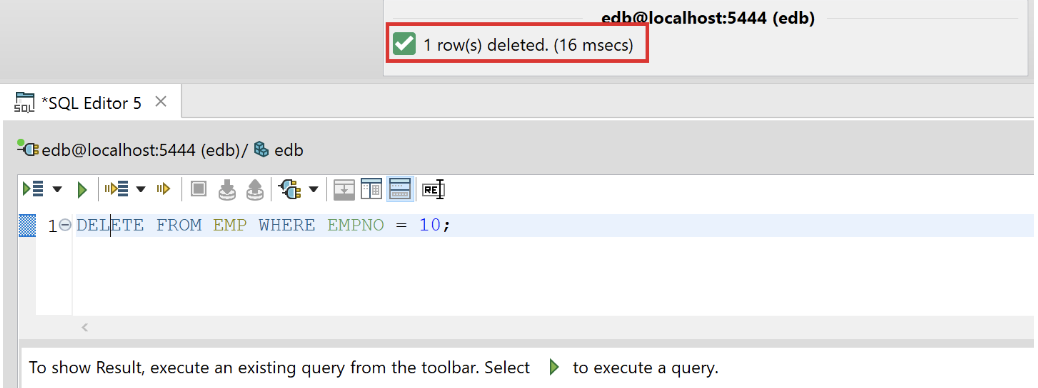 edb@localhost:5444 (edb)
1 row(s) deleted. (16 msecs)
SQL *SQL Editor 5
edb@localhost:5444 (edb)/ edb
RE
1 DELETE FROM EMP WHERE EMPNO = 10;
To show Result, execute an existing query from the toolbar. Select to execute a query.